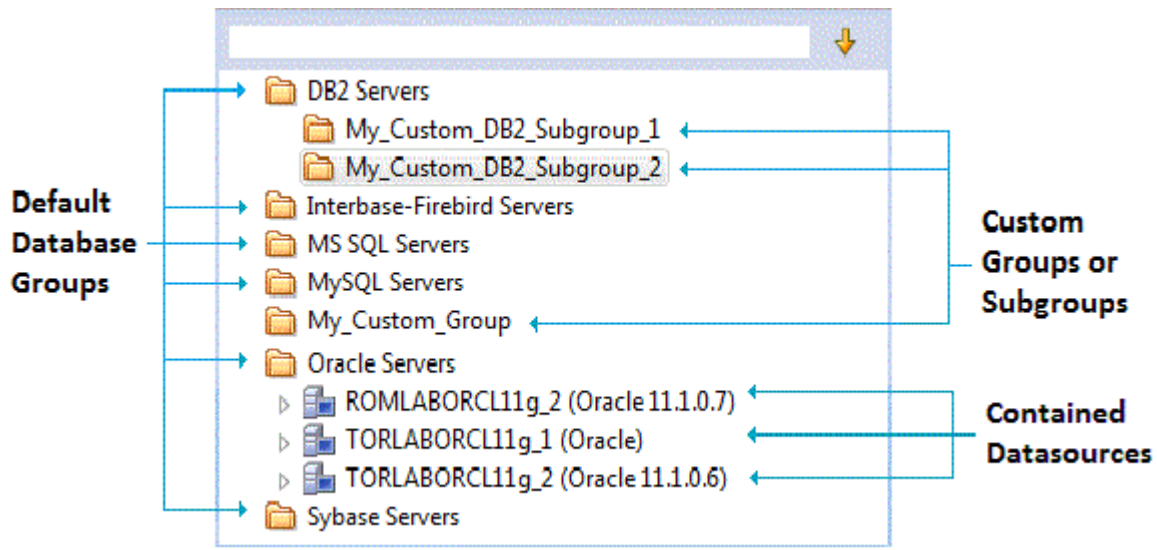 DB2 Servers
My_Custom_DB2_Subgroup_1
My_Custom_DB2_Subgroup_2
Interbase-Firebird Servers
MS SQL Servers
MySQL Servers
My_Custom_Group
Oracle Servers
ROMLABORCL11g_2 (Oracle 11.1.0.7)
TORLABORCL11g_1 (Oracle)
TORLABORCL11g_2 (Oracle 11.1.0.6)
Sybase Servers
Default
Database
Groups
Custom
Groups or
Subgroups
Contained
Datasources